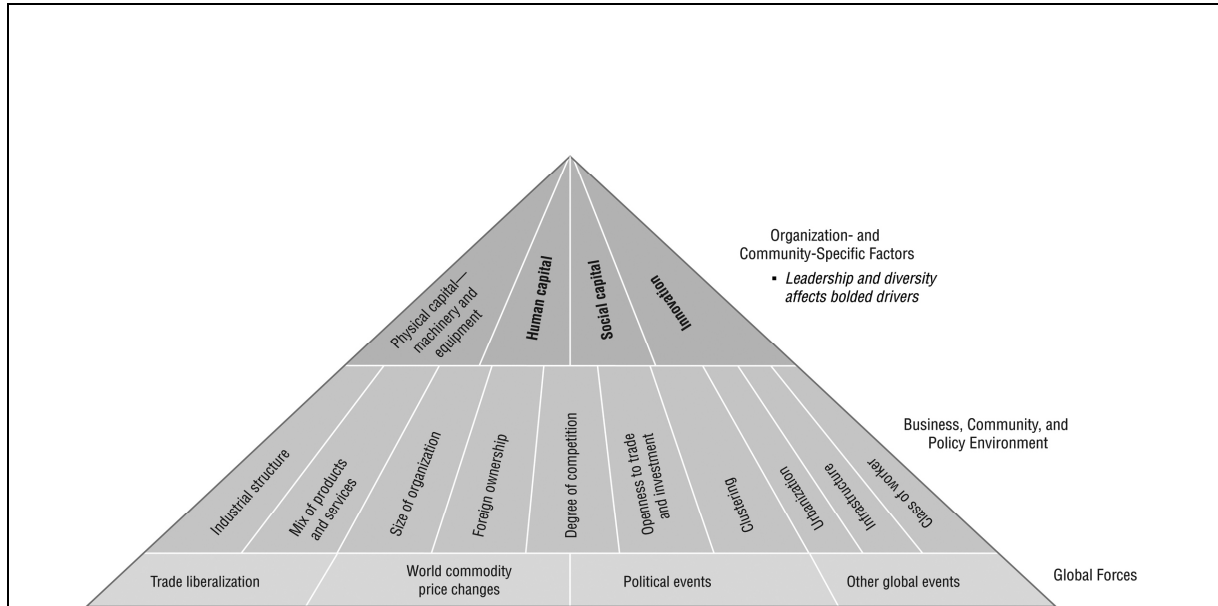 Organization- and
Community-Specific Factors
▪ Leadership and diversity
affects bolded drivers
Physical capital—
machinery and
equipment
Human capital
Social capital
Innovation
Business, Community, and
Policy Environment
Industrial structure
Mix of products
and services
Size of organization
Foreign ownership
Degree of competition
Openness to trade
and investment
Clustering
Urbanization
Infrastructure
Class of worker
Trade liberalization
World commodity
price changes
Political events
Other global events
Global Forces